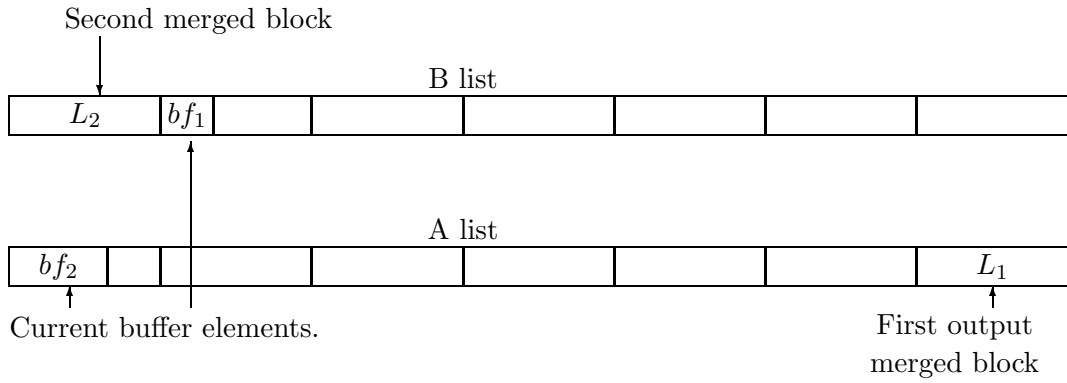 Second merged block
B list
L₂ bf₁
A list
bf₂ L₁
Current buffer elements.
First output
merged block